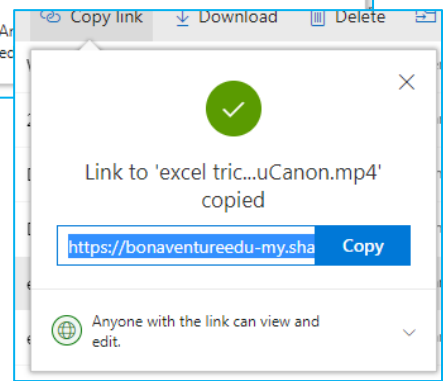 Copy link Download Delete
Link to 'excel tric...uCanon.mp4'
copied
https://bonaventureedu-my.sha Copy
Anyone with the link can view and
edit.